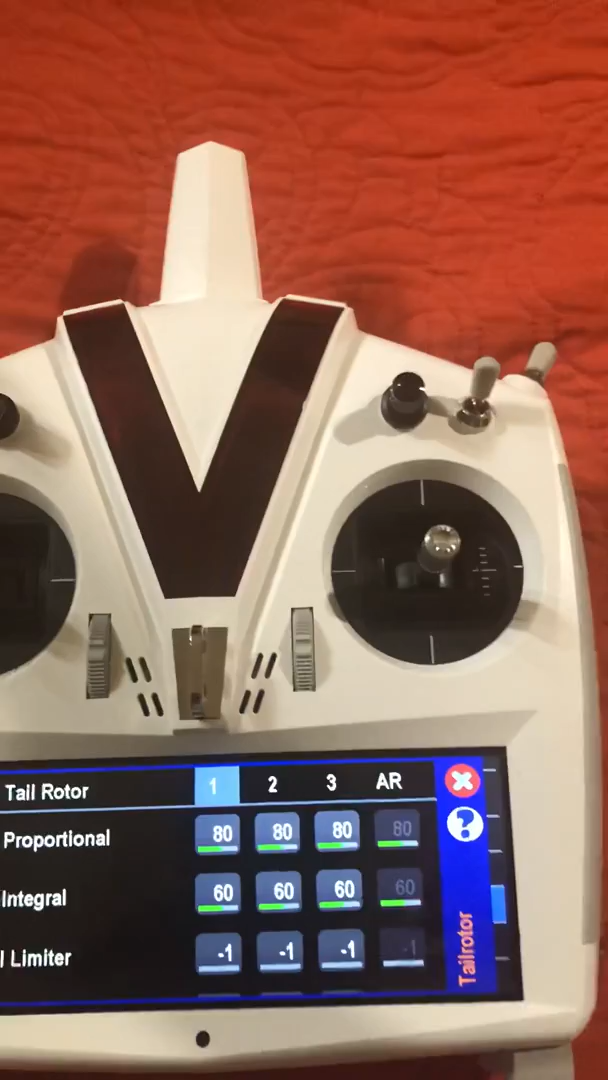 Tail Rotor 1 2 3 AR
Proportional 80 80 80 80
Integral 60 60 60 60
l Limiter -1 -1 -1 -1
?
Tailrotor